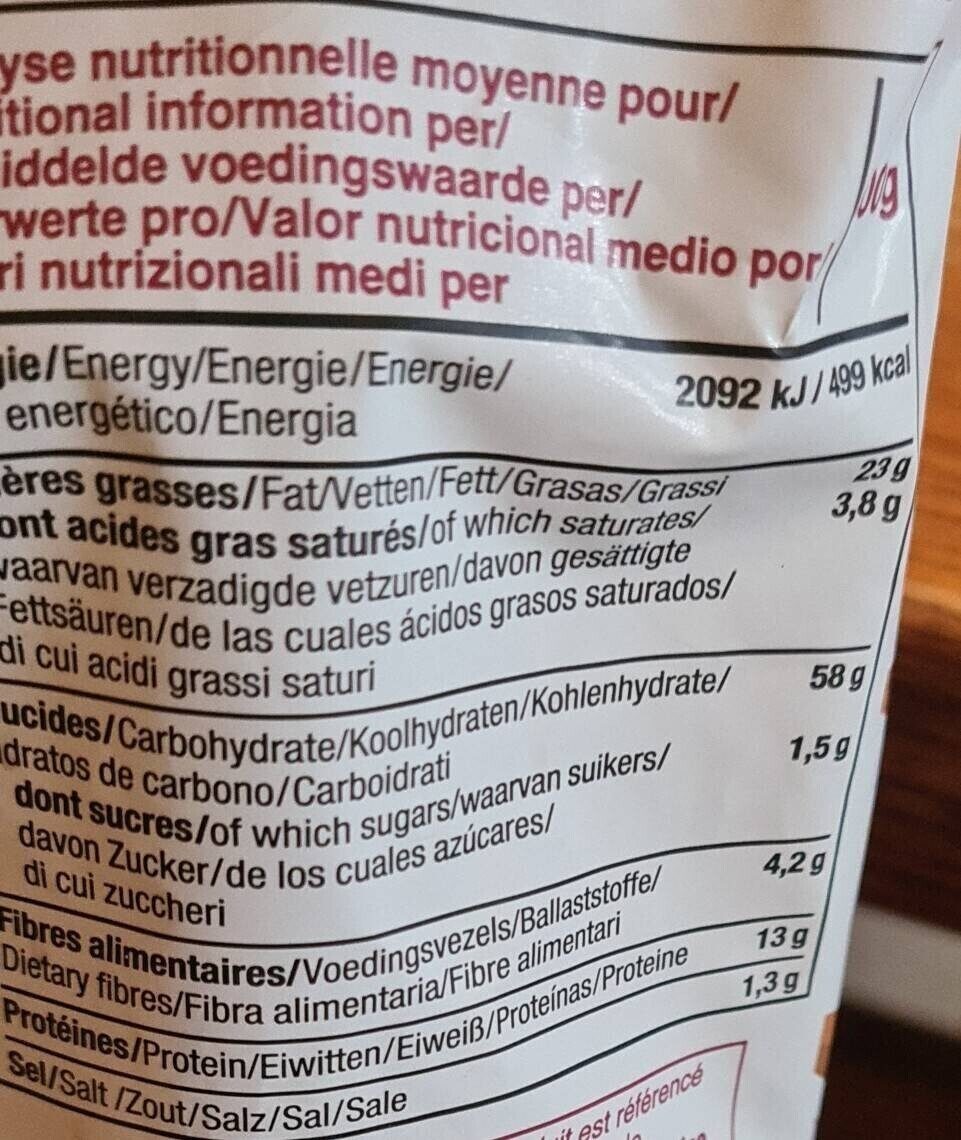 yse nutritionnelle moyenne pour/
itional information per/
iddelde voedingswaarde per/
werte pro/Valor nutricional medio por/
ri nutrizionali medi per
gie/Energy/Energie/Energie/ 2092 kJ / 499 kcal
energético/Energia
ères grasses/Fat/Vetten/Fett/Grasas/Grassi 23 g
ont acides gras saturés/of which saturates/ 3,8 g
waarvan verzadigde vetzuren/davon gesättigte
Fettsäuren/de las cuales ácidos grasos saturados/
di cui acidi grassi saturi
ucides/Carbohydrate/Koolhydraten/Kohlenhydrate/ 58 g
dratos de carbono/Carboidrati
dont sucres/of which sugars/waarvan suikers/ 1,5 g
davon Zucker/de los cuales azúcares/
di cui zuccheri
Fibres alimentaires/Voedingsvezels/Ballaststoffe/ 4,2 g
Dietary fibres/Fibra alimentaria/Fibre alimentari
Protéines/Protein/Eiwitten/Eiweiß/Proteínas/Proteine 13 g
Sel/Salt /Zout/Salz/Sal/Sale 1,3 g
est référencé